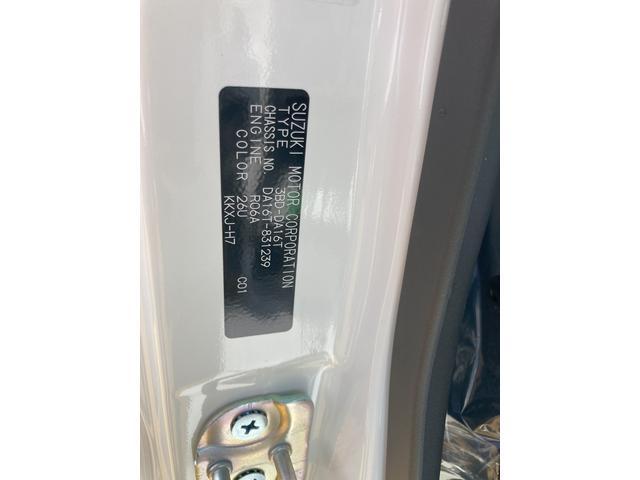 SUZUKI MOTOR CORPORATION
TYPE 3BD-DA16T
CHASSIS NO. DA16T-831239
ENGINE R06A
COLOR 26U C01
KKXJ-H7